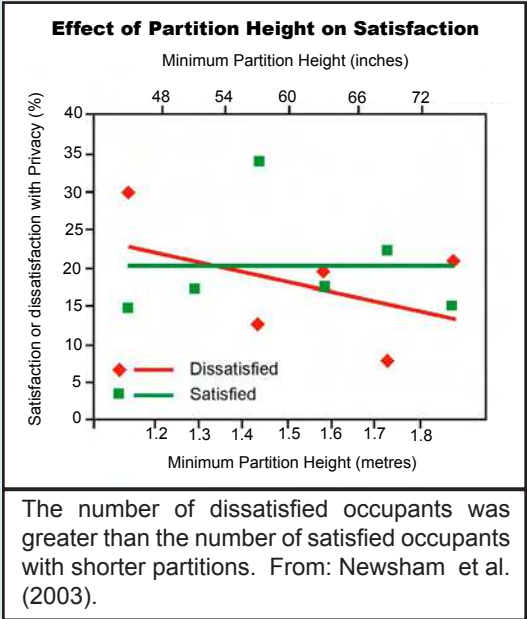 Effect of Partition Height on Satisfaction
Minimum Partition Height (inches)
48 54 60 66 72
Satisfaction or dissatisfaction with Privacy (%)
40
35
30
25
20
15
10
5
0
Dissatisfied
Satisfied
1.2 1.3 1.4 1.5 1.6 1.7 1.8
Minimum Partition Height (metres)
The number of dissatisfied occupants was
greater than the number of satisfied occupants
with shorter partitions. From: Newsham et al.
(2003).